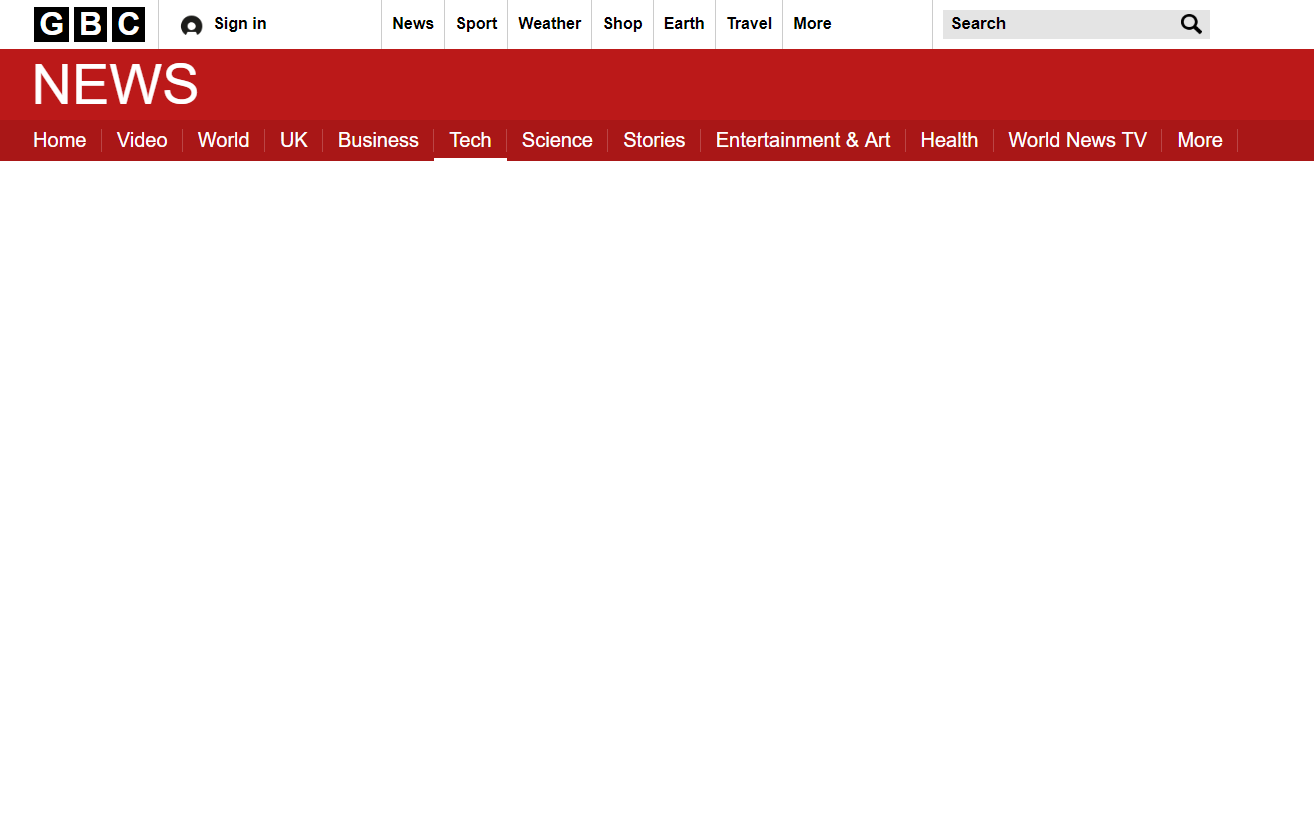 GBC Sign in News Sport Weather Shop Earth Travel More Search
NEWS
Home Video World UK Business Tech Science Stories Entertainment & Art Health World News TV More